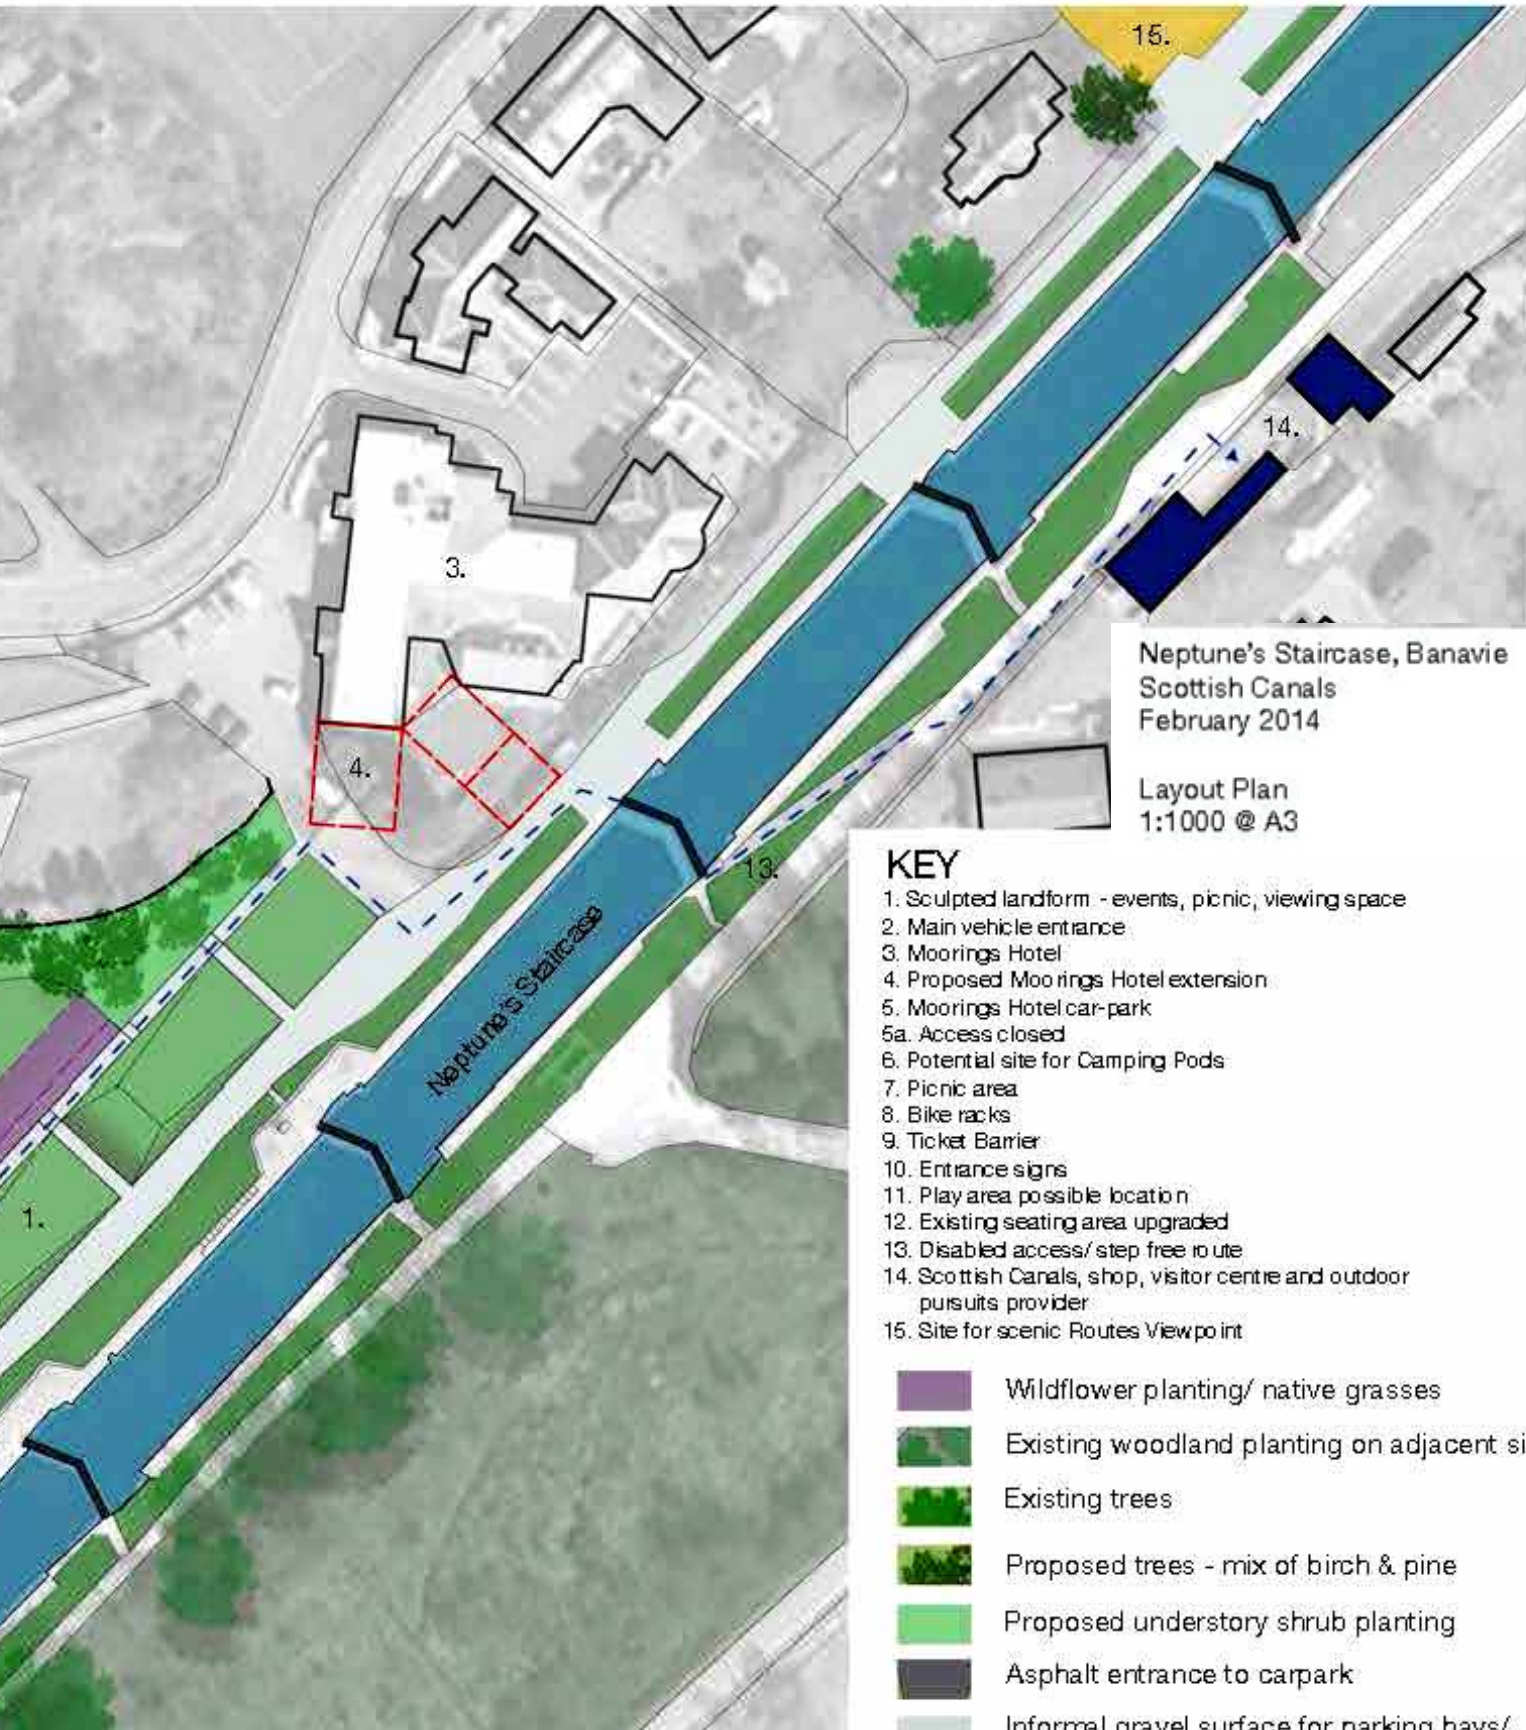 15.
14.
3.
4.
13.
Neptune's Staircase
1.
Neptune's Staircase, Banavie
Scottish Canals
February 2014
Layout Plan
1:1000 @ A3
KEY
1. Sculpted landform - events, picnic, viewing space
2. Main vehicle entrance
3. Moorings Hotel
4. Proposed Moorings Hotel extension
5. Moorings Hotel car-park
5a. Access closed
6. Potential site for Camping Pods
7. Picnic area
8. Bike racks
9. Ticket Barrier
10. Entrance signs
11. Play area possible location
12. Existing seating area upgraded
13. Disabled access/ step free route
14. Scottish Canals, shop, visitor centre and outdoor
pursuits provider
15. Site for scenic Routes Viewpoint
Wildflower planting/ native grasses
Existing woodland planting on adjacent si
Existing trees
Proposed trees - mix of birch & pine
Proposed understory shrub planting
Asphalt entrance to carpark
Informal gravel surface for parking bays/